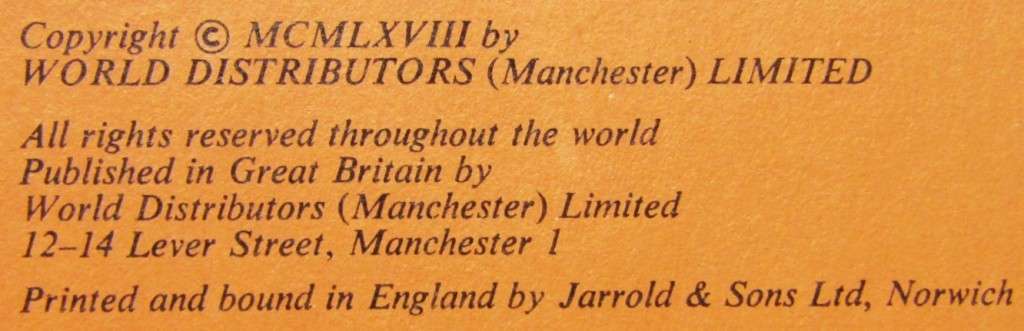 Copyright © MCMLXVIII by
WORLD DISTRIBUTORS (Manchester) LIMITED
All rights reserved throughout the world
Published in Great Britain by
World Distributors (Manchester) Limited
12–14 Lever Street, Manchester 1
Printed and bound in England by Jarrold & Sons Ltd, Norwich